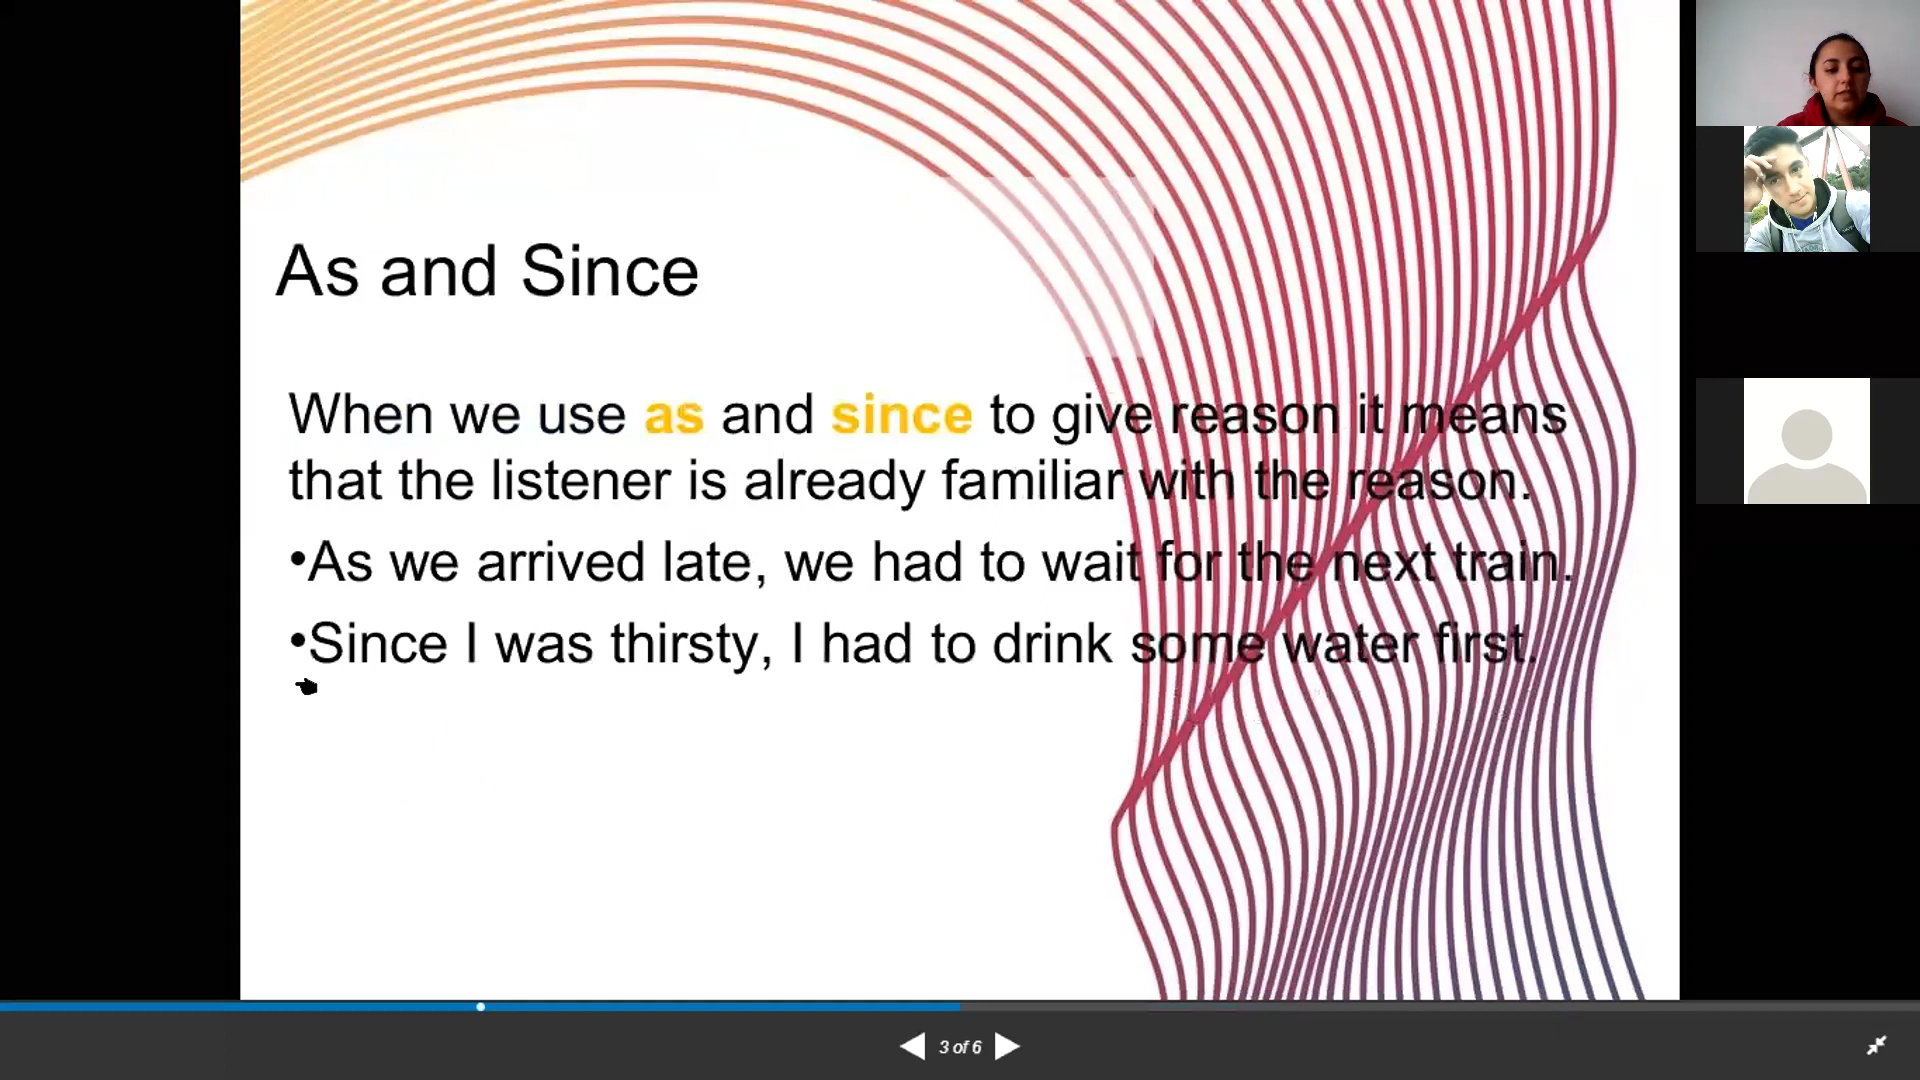 As and Since
When we use as and since to give reason it means
that the listener is already familiar with the reason.
•As we arrived late, we had to wait for the next train.
•Since I was thirsty, I had to drink some water first.
3 of 6